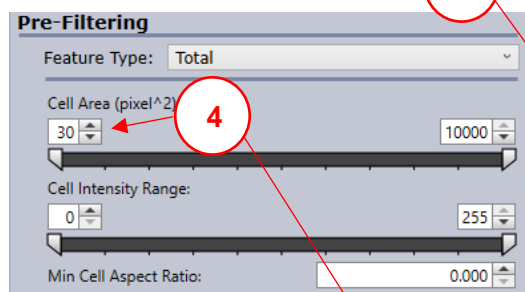 Pre-Filtering
Feature Type: Total
Cell Area (pixel^2)
30 4 10000
Cell Intensity Range:
0 255
Min Cell Aspect Ratio: 0.000